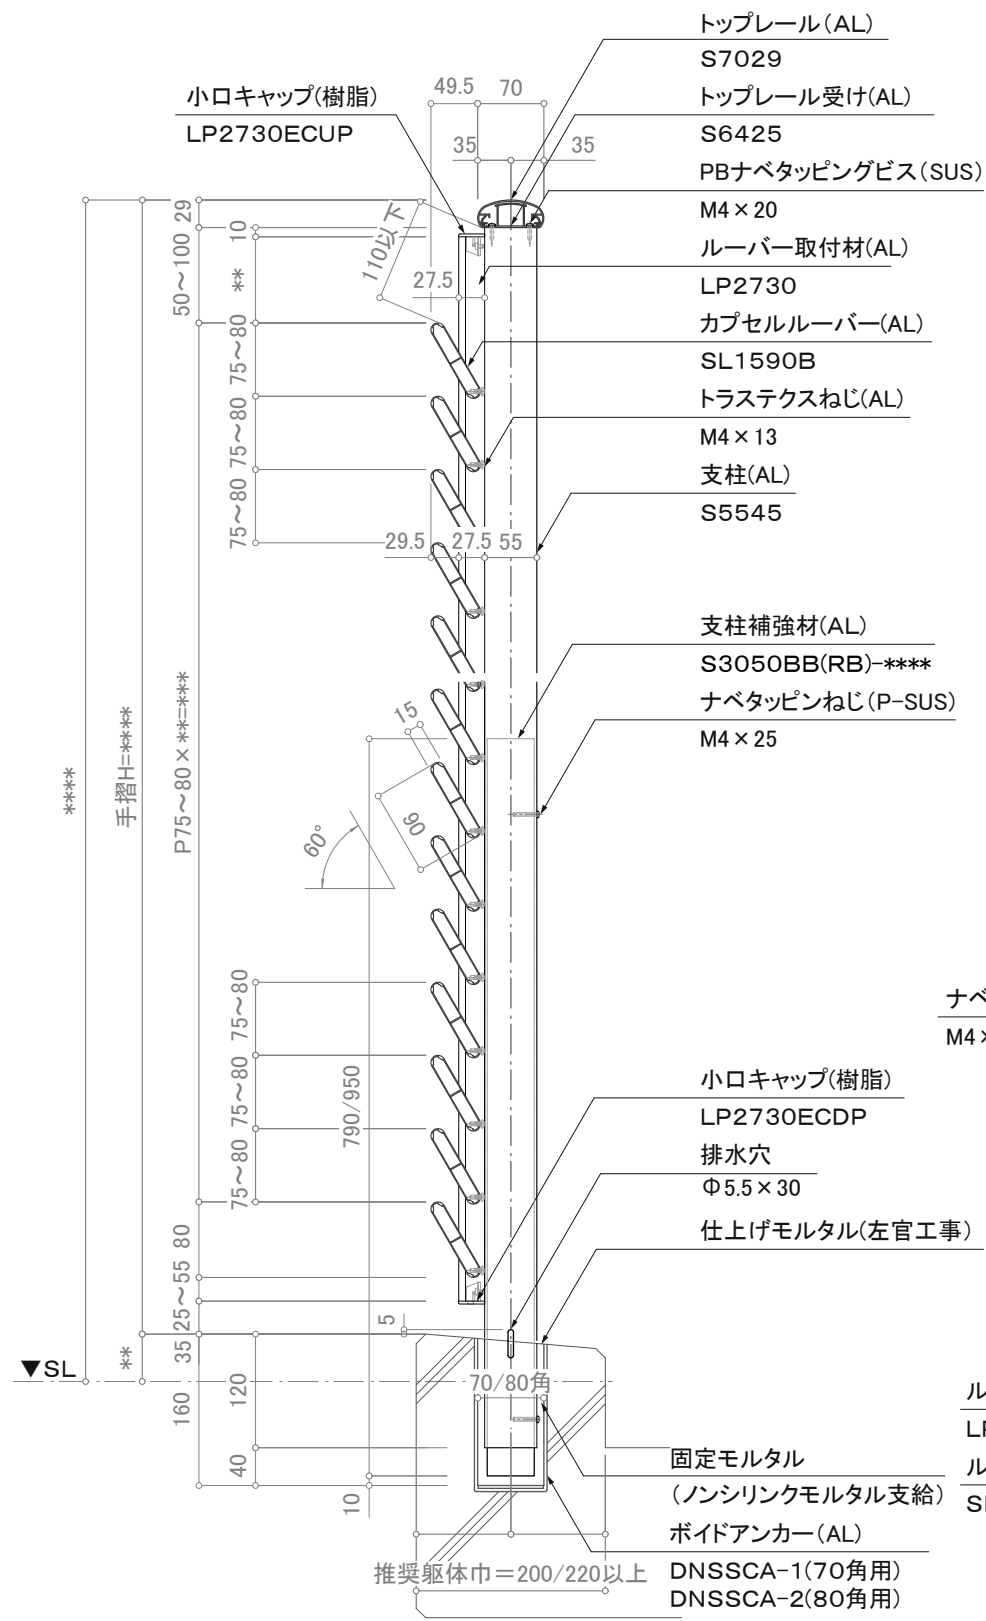 トップレール(AL)
S7029
トップレール受け(AL)
S6425
PBナベタッピングビス(SUS)
M4×20
ルーバー取付材(AL)
LP2730
カプセルルーバー(AL)
SL1590B
トラステクスねじ(AL)
M4×13
支柱(AL)
S5545
支柱補強材(AL)
S3050BB(RB)-****
ナベタッピンねじ(P-SUS)
M4×25
小口キャップ(樹脂)
LP2730ECUP
49.5
70
35
35
110以下
27.5
29
50～100
10
**
75～80
75～80
75～80
29.5
27.5
55
****
手摺H=****
P75～80×**=****
15
90
60°
790/950
75～80
75～80
75～80
80
25～55
35
160
**
120
40
10
5
▼SL
70/80角
ナベ
M4×
小口キャップ(樹脂)
LP2730ECDP
排水穴
Φ5.5×30
仕上げモルタル(左官工事)
固定モルタル
(ノンシリンクモルタル支給)
ボイドアンカー(AL)
DNSSCA-1(70角用)
DNSSCA-2(80角用)
推奨躯体巾=200/220以上
ル
LP
ル
SL